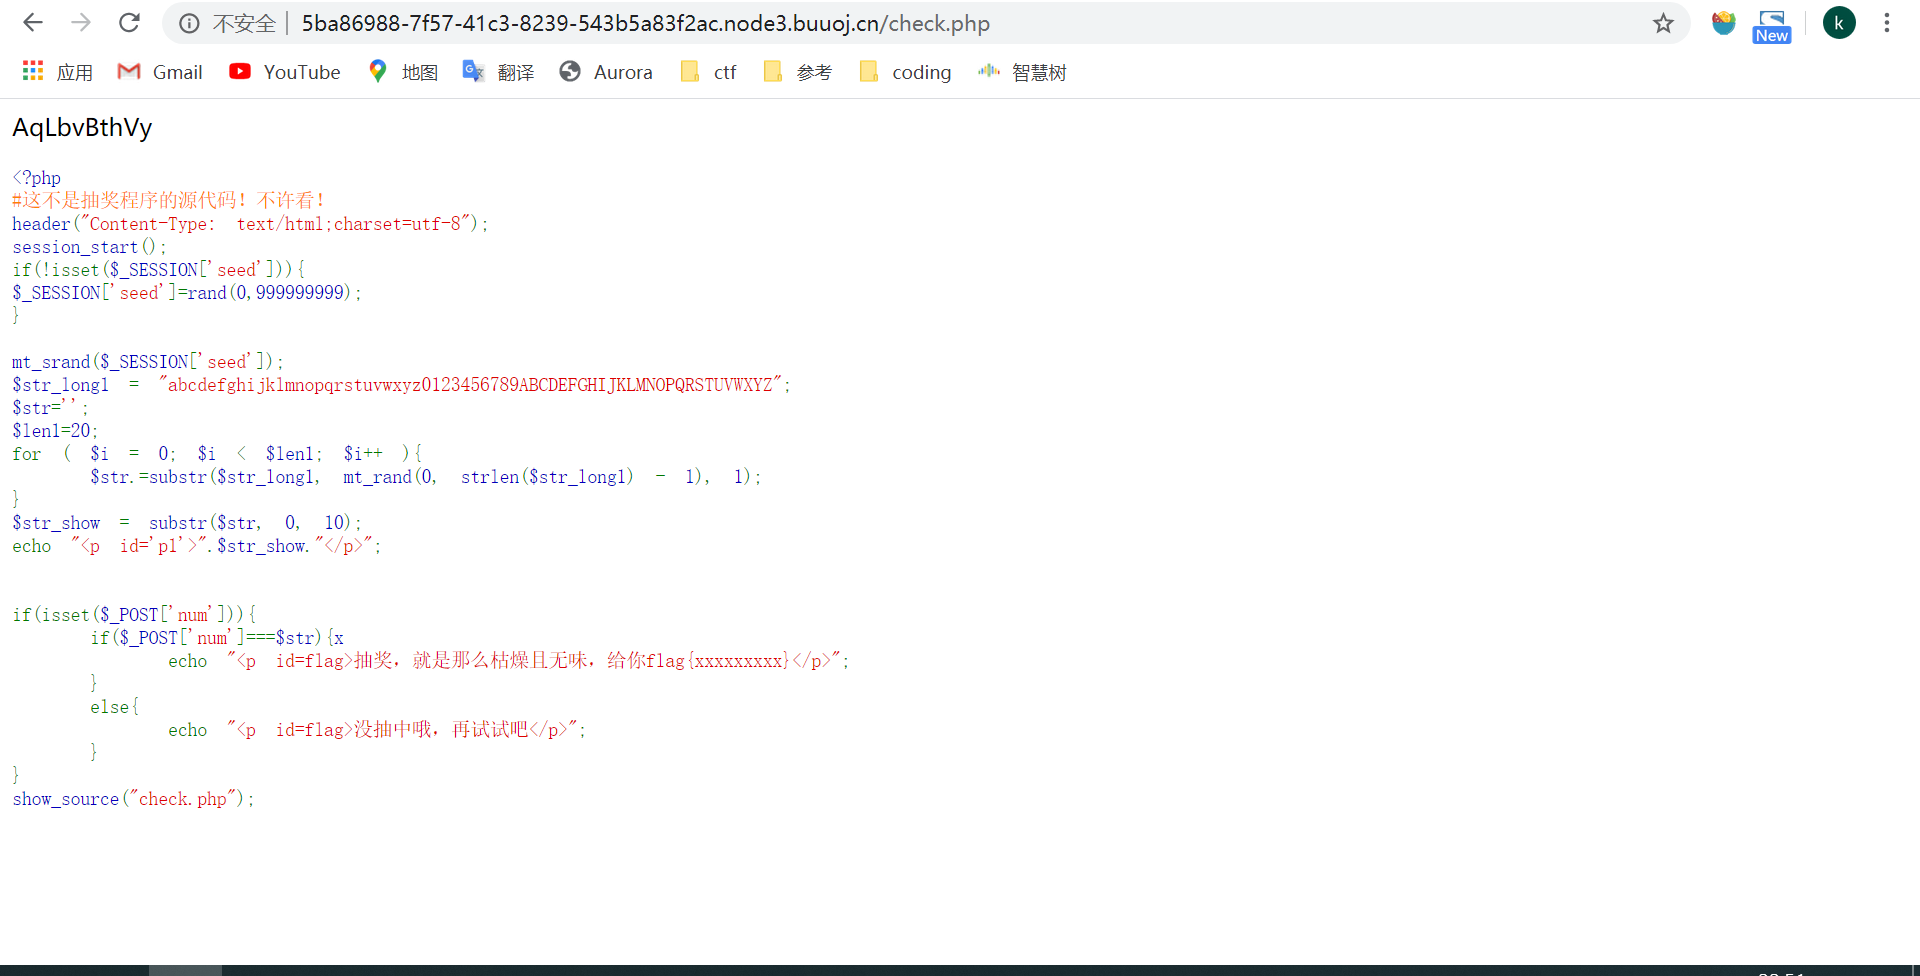 不安全 | 5ba86988-7f57-41c3-8239-543b5a83f2ac.node3.buuoj.cn/check.php New k
应用 Gmail YouTube 地图 翻译 Aurora ctf 参考 coding 智慧树
AqLbvBthVy
<?php
#这不是抽奖程序的源代码！不许看！
header("Content-Type: text/html;charset=utf-8");
session_start();
if(!isset($_SESSION['seed'])){
$_SESSION['seed']=rand(0,999999999);
}
mt_srand($_SESSION['seed']);
$str_long1 = "abcdefghijklmnopqrstuvwxyz0123456789ABCDEFGHIJKLMNOPQRSTUVWXYZ";
$str='';
$len1=20;
for ( $i = 0; $i < $len1; $i++ ){
$str.=substr($str_long1, mt_rand(0, strlen($str_long1) - 1), 1);
}
$str_show = substr($str, 0, 10);
echo "<p id='p1'>".$str_show."</p>";
if(isset($_POST['num'])){
if($_POST['num']===$str){x
echo "<p id=flag>抽奖，就是那么枯燥且无味，给你flag{xxxxxxxxx}</p>";
}
else{
echo "<p id=flag>没抽中哦，再试试吧</p>";
}
}
show_source("check.php");